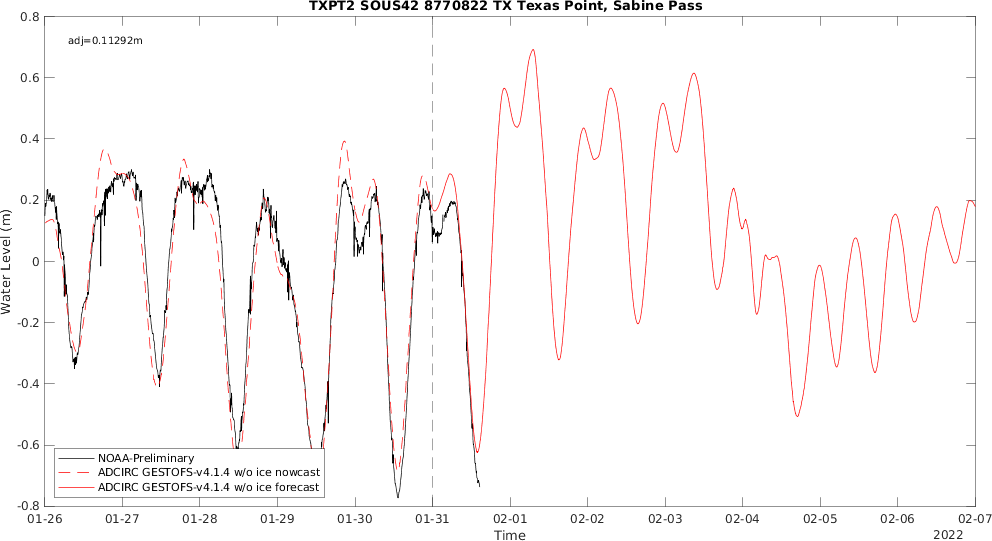 TXPT2 SOUS42 8770822 TX Texas Point, Sabine Pass
adj=0.11292m
0.8
0.6
0.4
0.2
0
-0.2
-0.4
-0.6
-0.8
Water Level (m)
NOAA-Preliminary
ADCIRC GESTOFS-v4.1.4 w/o ice nowcast
ADCIRC GESTOFS-v4.1.4 w/o ice forecast
01-26 01-27 01-28 01-29 01-30 01-31 02-01 02-02 02-03 02-04 02-05 02-06 02-07
Time
2022